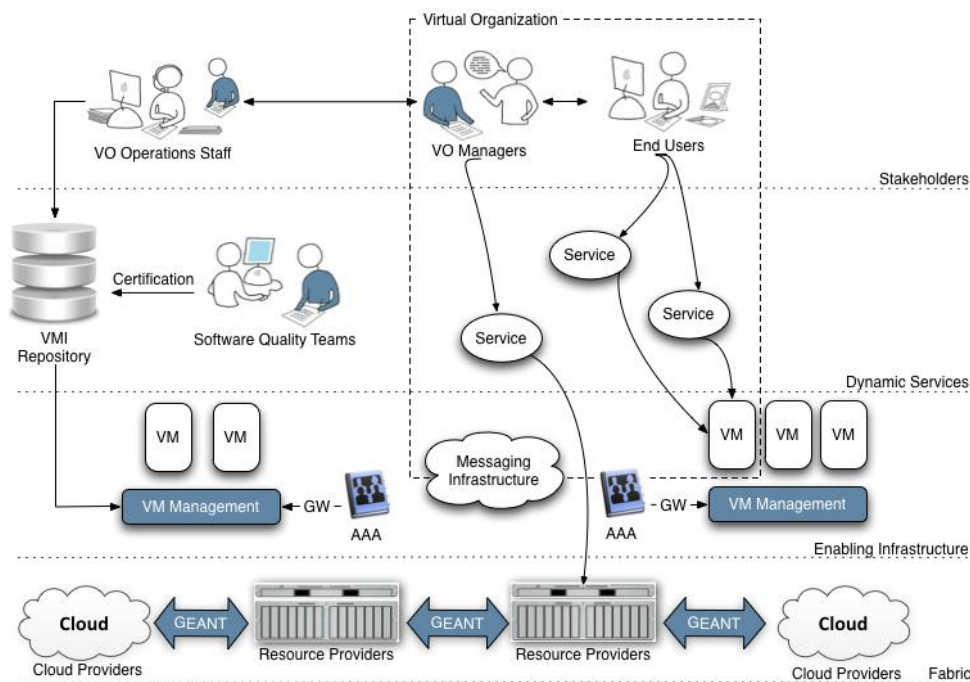 Virtual Organization
VO Operations Staff
VO Managers
End Users
Stakeholders
Service
Certification
Service
VMI
Repository
Software Quality Teams
Service
Dynamic Services
VM
VM
VM
VM
VM
Messaging
Infrastructure
VM Management
GW
AAA
GW
VM Management
AAA
Enabling Infrastructure
Cloud
GEANT
GEANT
GEANT
Cloud
Cloud Providers
Resource Providers
Resource Providers
Cloud Providers
Fabric